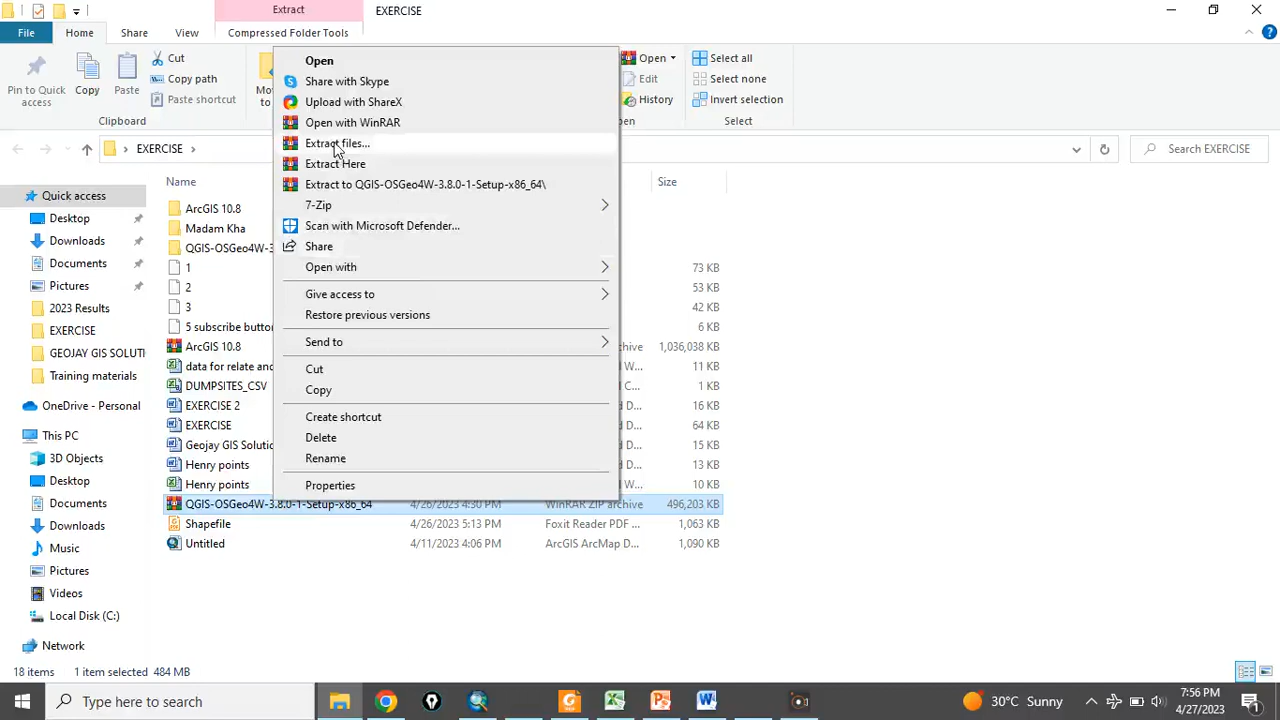 Extract
EXERCISE
File
Home
Share
View
Compressed Folder Tools
Pin to Quick access
Copy
Paste
Cut
Copy path
Paste shortcut
Clipboard
Open
Edit
History
Select all
Select none
Invert selection
Select
EXERCISE
Search EXERCISE
Open
Share with Skype
Upload with ShareX
Open with WinRAR
Extract files...
Extract Here
Extract to QGIS-OSGeo4W-3.8.0-1-Setup-x86_64\
7-Zip
Scan with Microsoft Defender...
Share
Open with
Give access to
Restore previous versions
Send to
Cut
Copy
Create shortcut
Delete
Rename
Properties
Quick access
Desktop
Downloads
Documents
Pictures
2023 Results
EXERCISE
GEOJAY GIS SOLUTI
Training materials
OneDrive - Personal
This PC
3D Objects
Desktop
Documents
Downloads
Music
Pictures
Videos
Local Disk (C:)
Network
Name Size
ArcGIS 10.8
Madam Kha
QGIS-OSGeo4W-3
1 73 KB
2 53 KB
3 42 KB
5 subscribe button 6 KB
ArcGIS 10.8 hive 1,036,038 KB
data for relate and l W... 11 KB
DUMPSITES_CSV l C... 1 KB
EXERCISE 2 d D... 16 KB
EXERCISE d D... 64 KB
Geojay GIS Solutio d D... 15 KB
Henry points d D... 13 KB
Henry points l W... 10 KB
QGIS-OSGeo4W-3.8.0-1-Setup-x86_64 4/26/2023 4:30 PM WinRAR ZIP archive 496,203 KB
Shapefile 4/26/2023 5:13 PM Foxit Reader PDF ... 1,063 KB
Untitled 4/11/2023 4:06 PM ArcGIS ArcMap D... 1,090 KB
18 items 1 item selected 484 MB
Type here to search
30°C Sunny
7:56 PM
4/27/2023
1